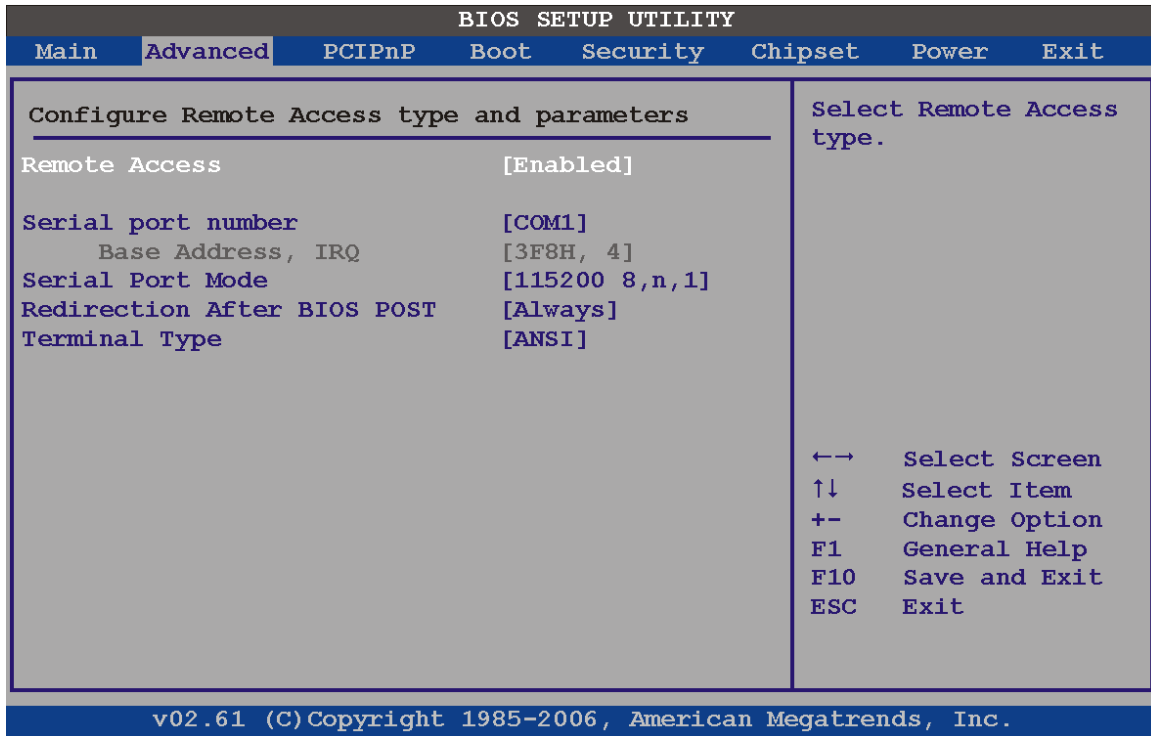 BIOS SETUP UTILITY
Main Advanced PCIPnP Boot Security Chipset Power Exit
Configure Remote Access type and parameters
Remote Access [Enabled]
Serial port number [COM1]
Base Address, IRQ [3F8H, 4]
Serial Port Mode [115200 8,n,1]
Redirection After BIOS POST [Always]
Terminal Type [ANSI]
Select Remote Access
type.
←→ Select Screen
↑↓ Select Item
+- Change Option
F1 General Help
F10 Save and Exit
ESC Exit
v02.61 (C)Copyright 1985-2006, American Megatrends, Inc.